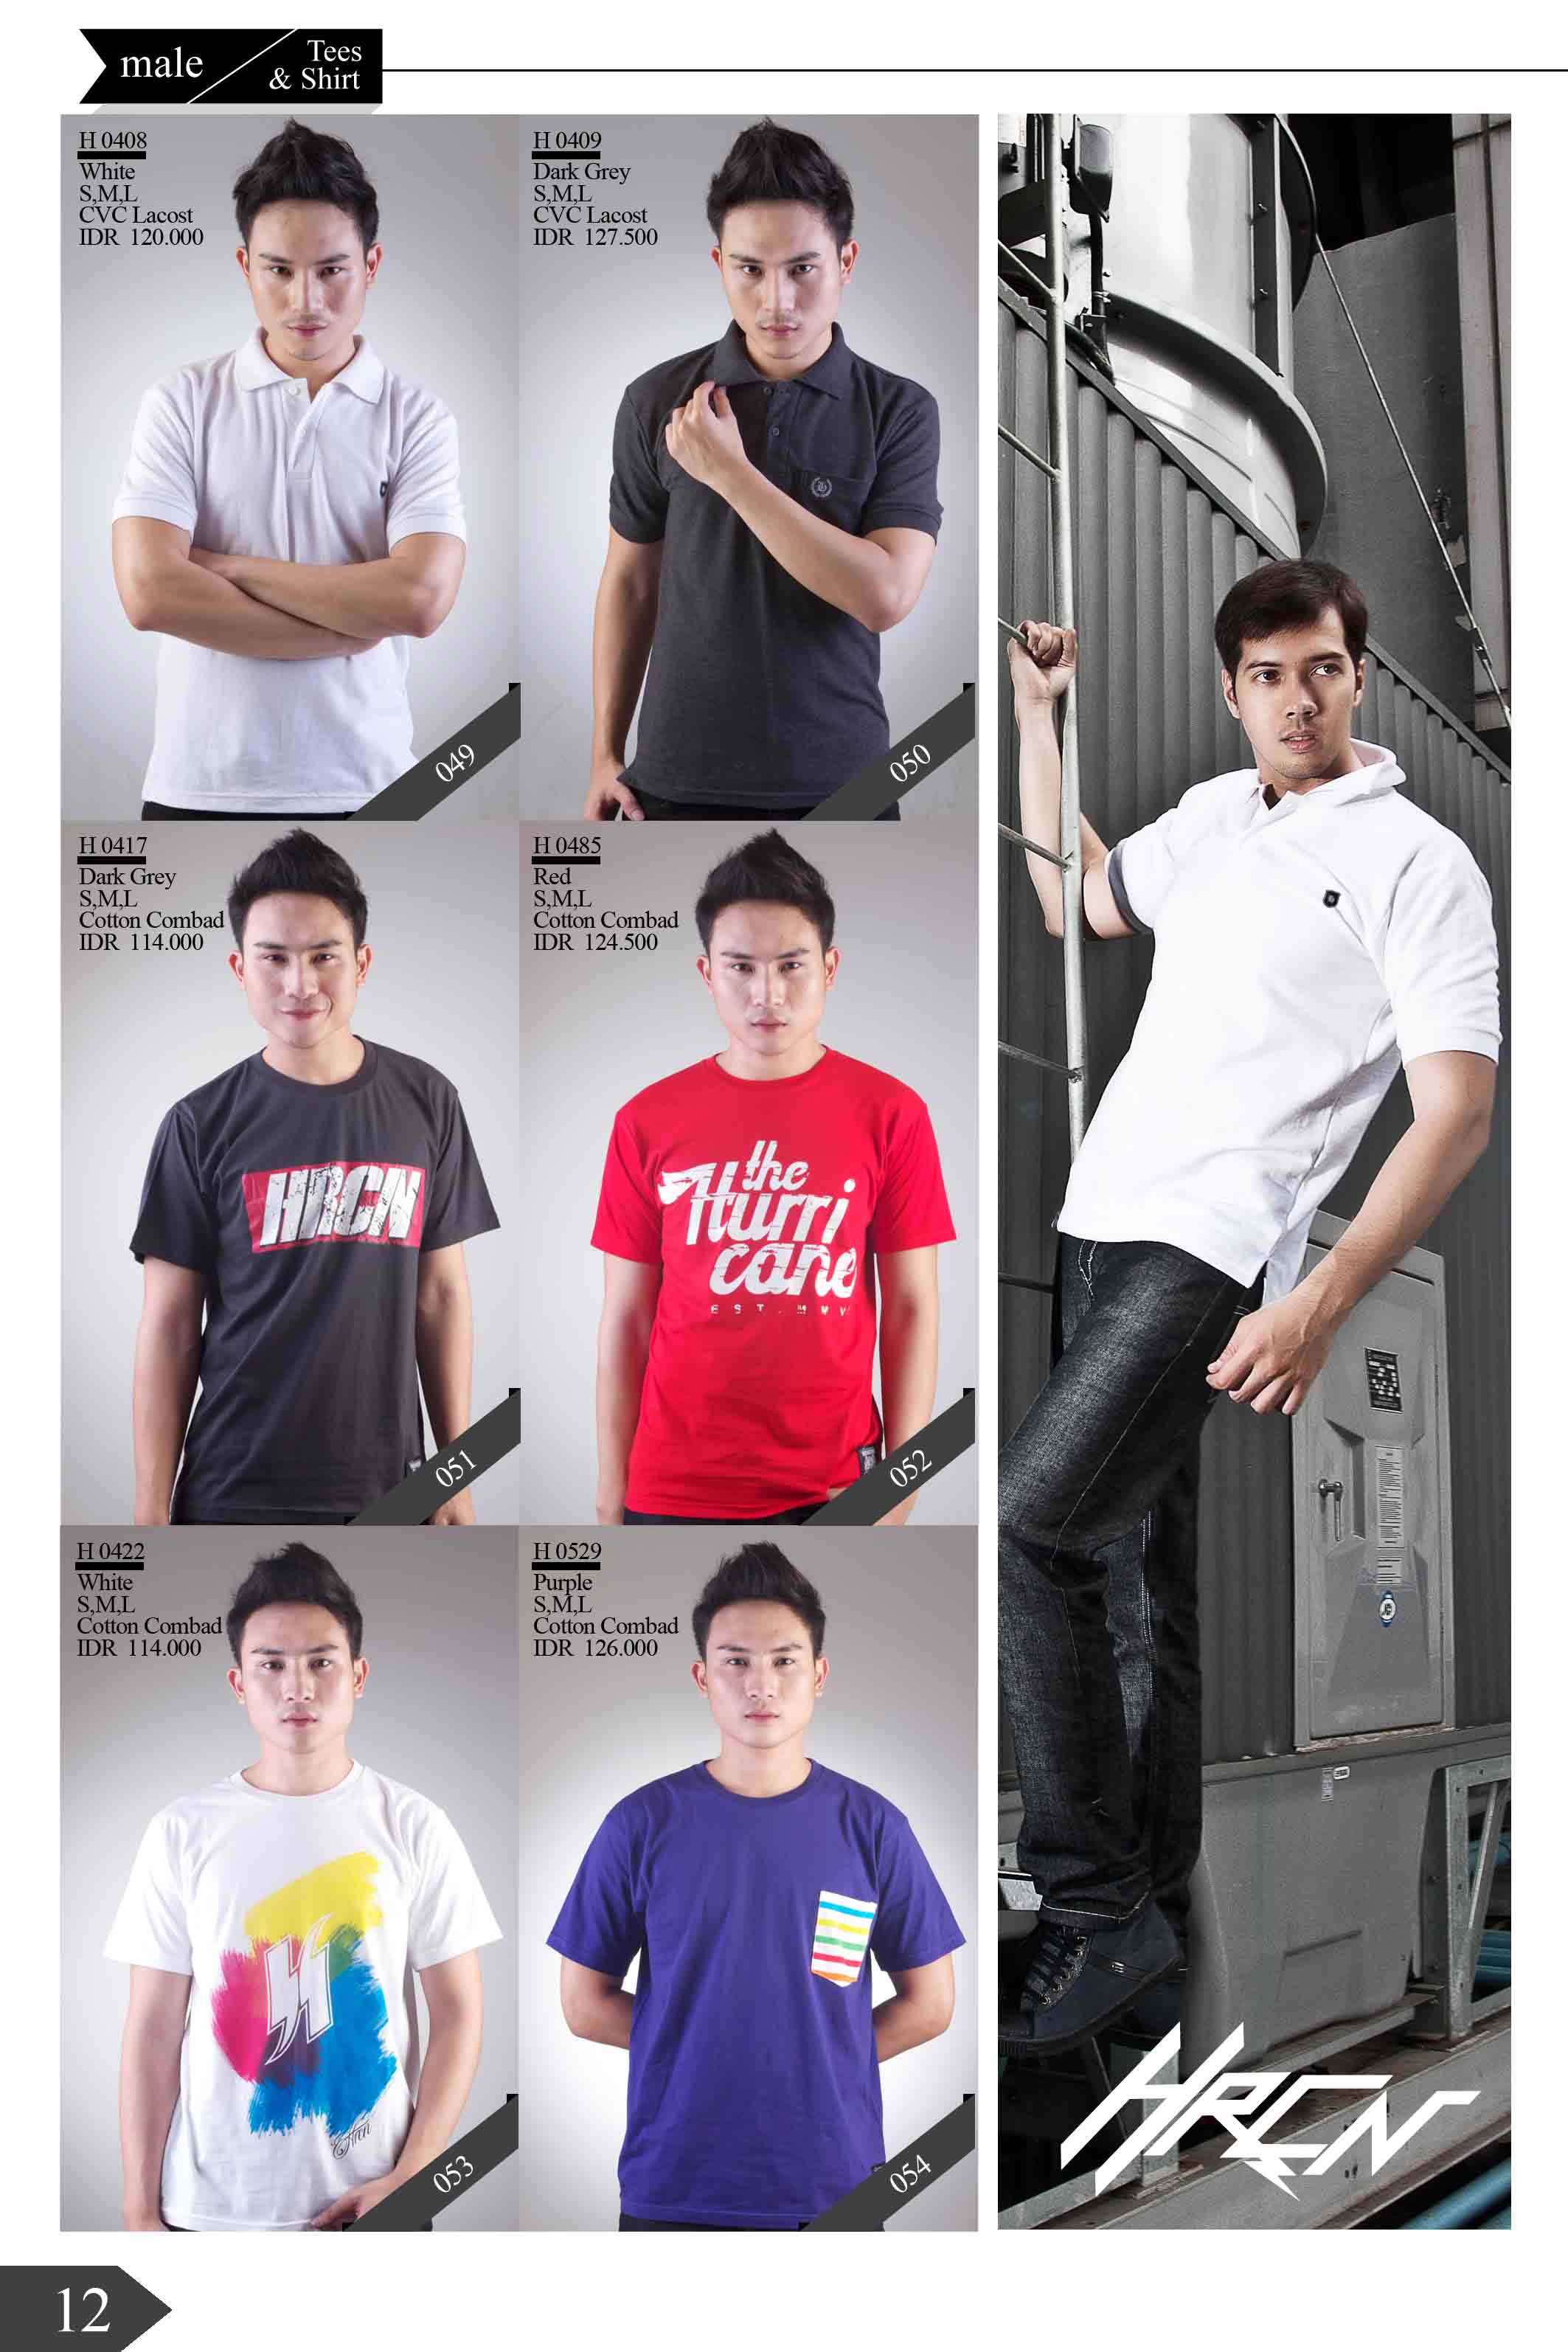 male
Tees
& Shirt
H 0408
White
S,M,L
CVC Lacost
IDR 120.000
049
H 0409
Dark Grey
S,M,L
CVC Lacost
IDR 127.500
050
H 0417
Dark Grey
S,M,L
Cotton Combad
IDR 114.000
HRCN
051
H 0485
Red
S,M,L
Cotton Combad
IDR 124.500
the
Hurri
cane
EST. MMV
052
H 0422
White
S,M,L
Cotton Combad
IDR 114.000
H
Hrcn
053
H 0529
Purple
S,M,L
Cotton Combad
IDR 126.000
054
HRCN
12